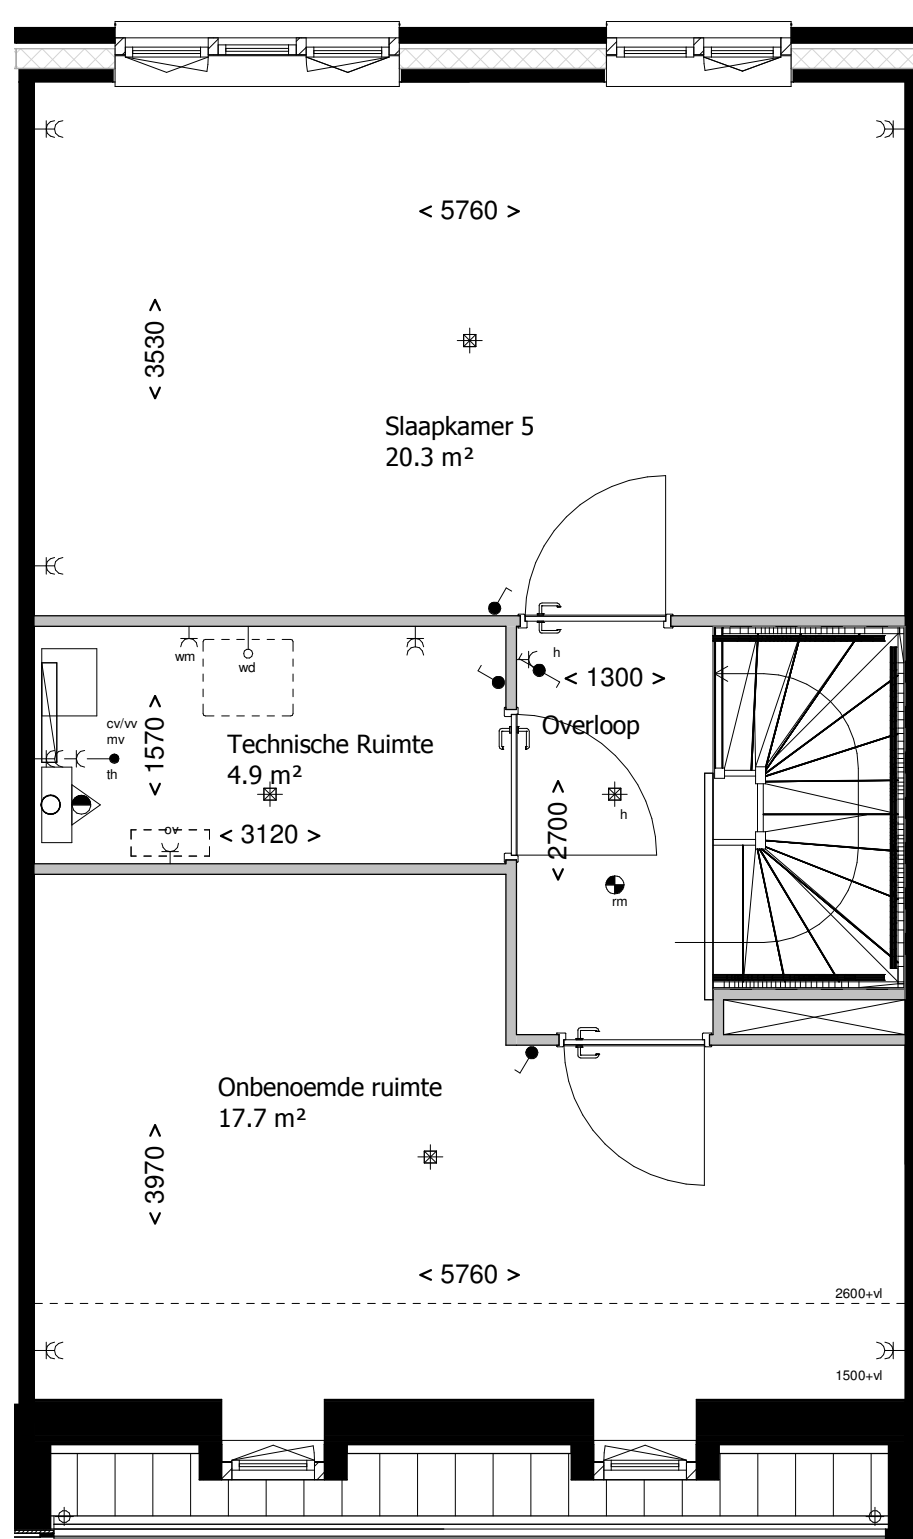 < 5760 >
< 3530 >
Slaapkamer 5
20.3 m²
h
wm
wd
< 1300 >
cv/vv
mv
th
< 1570 >
Technische Ruimte
4.9 m²
Overloop
< 3120 >
ov
< 2700 >
h
rm
Onbenoemde ruimte
17.7 m²
< 3970 >
< 5760 >
2600+vl
1500+vl